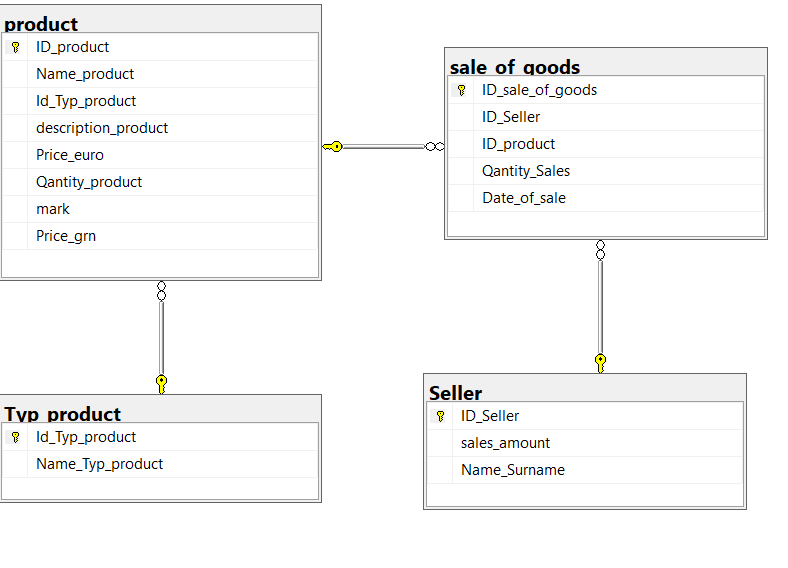 product
ID_product
Name_product
Id_Typ_product
description_product
Price_euro
Qantity_product
mark
Price_grn
sale_of_goods
ID_sale_of_goods
ID_Seller
ID_product
Qantity_Sales
Date_of_sale
Typ_product
Id_Typ_product
Name_Typ_product
Seller
ID_Seller
sales_amount
Name_Surname